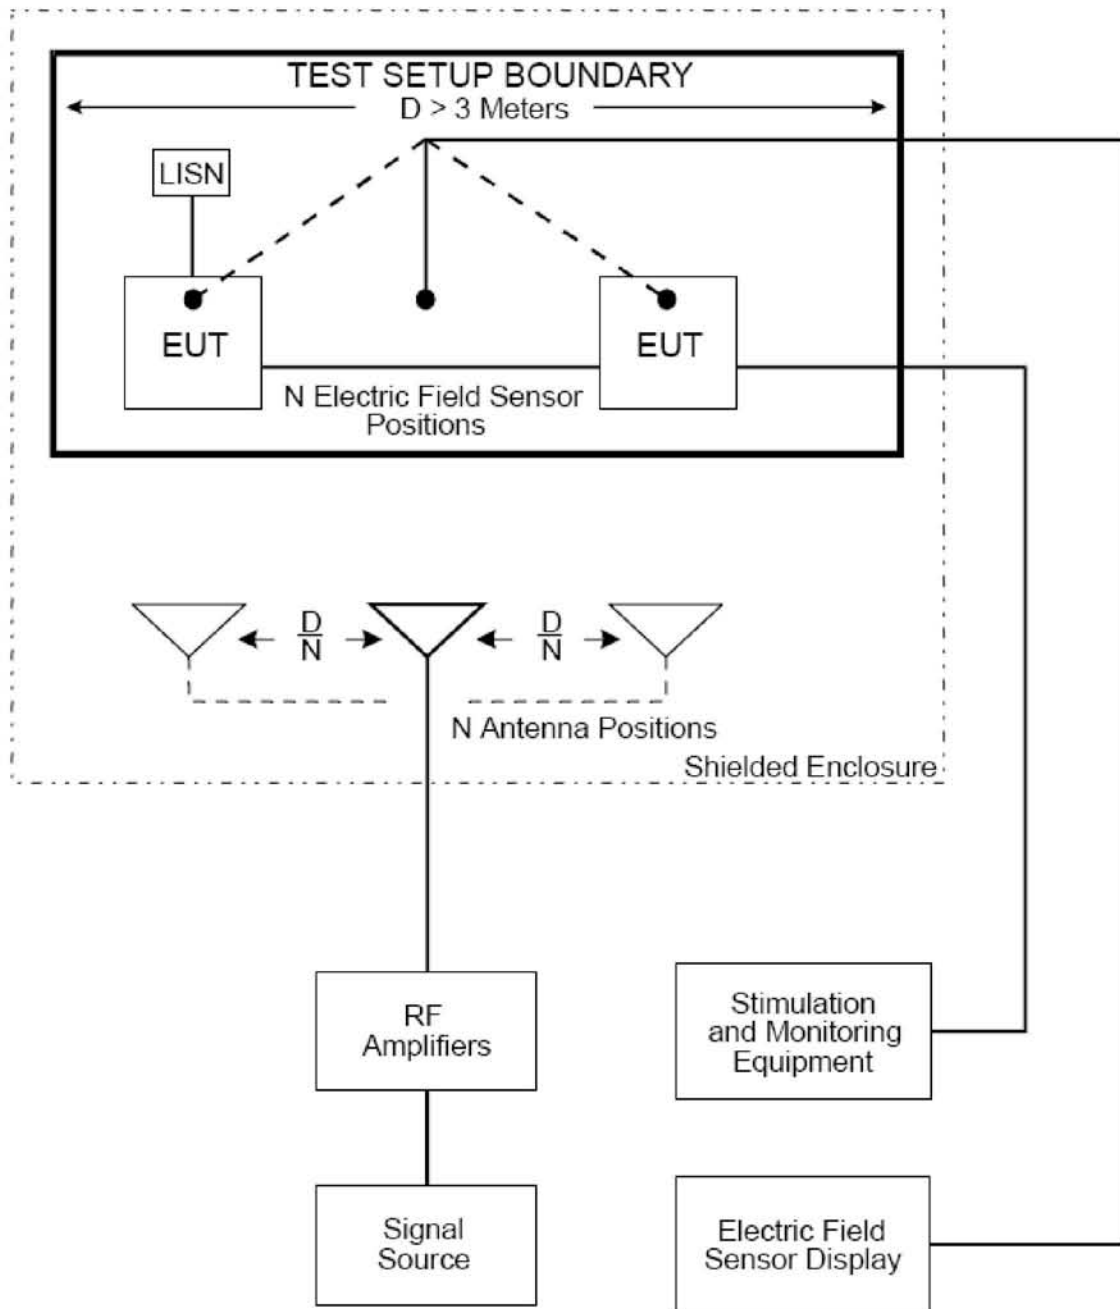 TEST SETUP BOUNDARY
D > 3 Meters
LISN
EUT
EUT
N Electric Field Sensor
Positions
D
N
D
N
N Antenna Positions
Shielded Enclosure
RF
Amplifiers
Stimulation
and Monitoring
Equipment
Signal
Source
Electric Field
Sensor Display